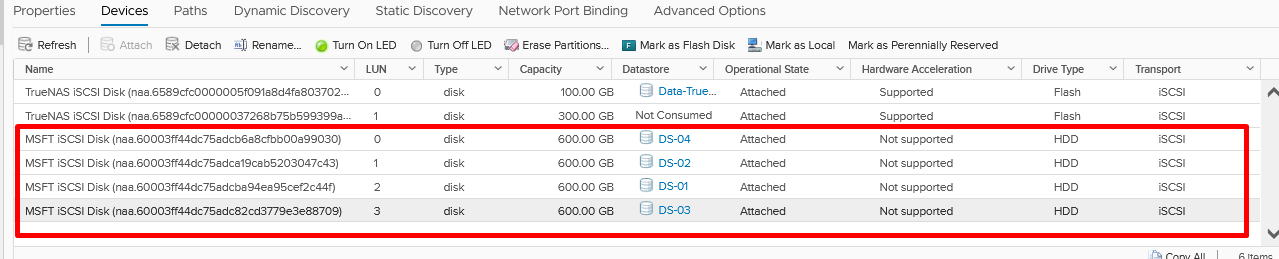 Properties Devices Paths Dynamic Discovery Static Discovery Network Port Binding Advanced Options
Refresh Attach Detach Rename... Turn On LED Turn Off LED Erase Partitions... F Mark as Flash Disk Mark as Local Mark as Perennially Reserved
Name LUN Type Capacity Datastore Operational State Hardware Acceleration Drive Type Transport
TrueNAS iSCSI Disk (naa.6589cfc0000005f091a8d4fa803702... 0 disk 100.00 GB Data-True... Attached Supported Flash iSCSI
TrueNAS iSCSI Disk (naa.6589cfc00000037268b75b599399a... 1 disk 300.00 GB Not Consumed Attached Supported Flash iSCSI
MSFT iSCSI Disk (naa.60003ff44dc75adcb6a8cfbb00a99030) 0 disk 600.00 GB DS-04 Attached Not supported HDD iSCSI
MSFT iSCSI Disk (naa.60003ff44dc75adca19cab5203047c43) 1 disk 600.00 GB DS-02 Attached Not supported HDD iSCSI
MSFT iSCSI Disk (naa.60003ff44dc75adcba94ea95cef2c44f) 2 disk 600.00 GB DS-01 Attached Not supported HDD iSCSI
MSFT iSCSI Disk (naa.60003ff44dc75adc82cd3779e3e88709) 3 disk 600.00 GB DS-03 Attached Not supported HDD iSCSI
Copy All 6 items